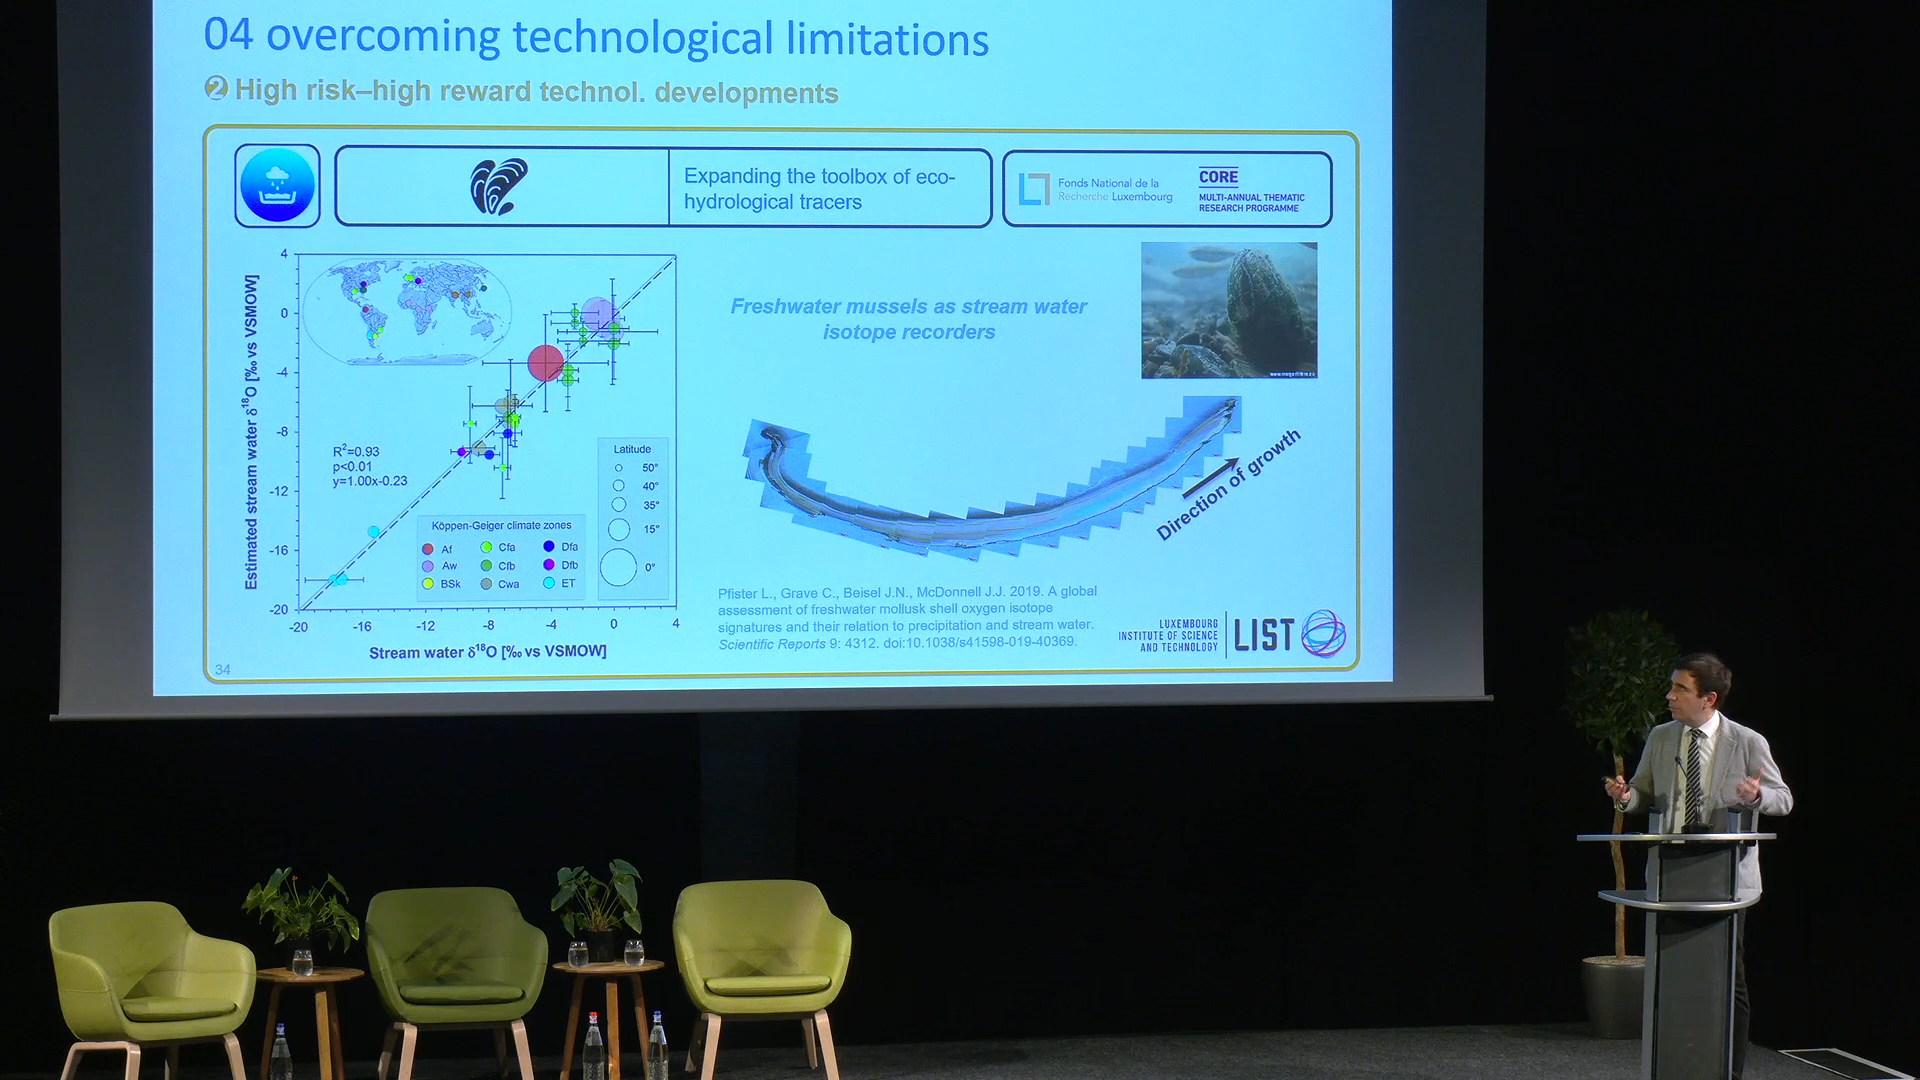 04 overcoming technological limitations
❷ High risk–high reward technol. developments
Expanding the toolbox of eco-
hydrological tracers
Fonds National de la
Recherche Luxembourg
CORE
MULTI-ANNUAL THEMATIC
RESEARCH PROGRAMME
Estimated stream water δ¹⁸O [‰ vs VSMOW]
4
0
-4
-8
-12
-16
-20
R²=0.93
p<0.01
y=1.00x-0.23
Latitude
50°
40°
35°
15°
0°
Köppen-Geiger climate zones
Af Cfa Dfa
Aw Cfb Dfb
BSk Cwa ET
-20 -16 -12 -8 -4 0 4
Stream water δ¹⁸O [‰ vs VSMOW]
Freshwater mussels as stream water
isotope recorders
Direction of growth
Pfister L., Grave C., Beisel J.N., McDonnell J.J. 2019. A global
assessment of freshwater mollusk shell oxygen isotope
signatures and their relation to precipitation and stream water.
Scientific Reports 9: 4312. doi:10.1038/s41598-019-40369.
LUXEMBOURG
INSTITUTE OF SCIENCE
AND TECHNOLOGY
LIST
34